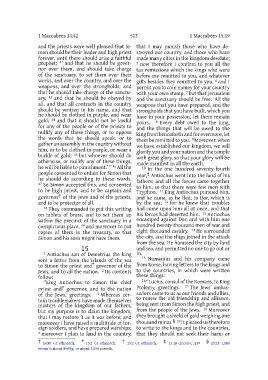 1 Maccabees 14:42
513
1 Maccabees 15:19
and the priests were well pleased that Si-
mon should be their leader and high priest
forever, until there should arise a faithful
prophet; 42 and that he should be gover-
nor over them, and should take charge
of the sanctuary, to set them over their
works, and over the country, and over the
weapons, and over the strongholds; and
that he should take charge of the sanctu-
ary, 43 and that he should be obeyed by
all, and that all contracts in the country
should be written in his name, and that
he should be clothed in purple, and wear
gold; 44 and that it should not be lawful
for any of the people or of the priests to
nullify any of these things, or to oppose
the words that he should speak, or to
gather an assembly in the country without
him, or to be clothed in purple, or wear a
buckle of gold; 45 but whoever should do
otherwise, or nullify any of these things,
he will be liable to punishment.” 46 All the
people consented to ordain for Simon that
he should do according to these words.
47 So Simon accepted this, and consented
to be high priest, and to be captain and
governor of the Jews and of the priests,
and to be protector of all.
48 They commanded to put this writing
on tablets of brass, and to set them up
within the precinct of the sanctuary in a
conspicuous place, 49 and moreover to put
copies of them in the treasury, so that
Simon and his sons might have them.
15
1 Antiochus son of Demetrius the king
sent a letter from the islands of the sea
to Simon the priest and governor of the
Jews, and to all the nation. 2 Its contents
follow:
“King Antiochus to Simon the chief
priest and governor, and to the nation
of the Jews, greetings. 3 Whereas cer-
tain troublemakers have made themselves
masters of the kingdom of our fathers,
but my purpose is to claim the kingdom,
that I may restore it as it was before; and
moreover I have raised a multitude of for-
eign soldiers, and have prepared warships;
4 moreover I plan to land in the country,
that I may punish those who have de-
stroyed our country, and those who have
made many cities in the kingdom desolate;
5 now therefore I confirm to you all the
tax remissions which the kings who were
before me remitted to you, and whatever
gifts besides they remitted to you, 6 and I
permit you to coin money for your country
with your own stamp, 7 but that Jerusalem
and the sanctuary should be free. All the
weapons that you have prepared, and the
strongholds that you have built, which you
have in your possession, let them remain
yours. 8 Every debt owed to the king,
and the things that will be owed to the
king from henceforth and for evermore, let
them be remitted to you. 9 Moreover, when
we have established our kingdom, we will
glorify you and your nation and the temple
with great glory, so that your glory will be
made manifest in all the earth.
10 In the one hundred seventy-fourth
year, Antiochus went into the land of his
fathers; and all the forces came together
to him, so that there were few men with
Tryphon. 11 King Antiochus pursued him,
and he came, as he fled, to Dor, which is
by the sea; 12 for he knew that troubles
had come upon him all at once, and that
his forces had deserted him. 13 Antiochus
encamped against Dor, and with him one
hundred twenty thousand men of war and
eight thousand cavalry. 14 He surrounded
the city, and the ships joined in the attack
from the sea. He harassed the city by land
and sea, and permitted no one to go out or
in.
15 Numenius and his company came
from Rome, having letters to the kings and
to the countries, in which were written
these things:
16 “Lucius, consul of the Romans, to King
Ptolemy, greetings. 17 The Jews’ ambas-
sadors came to us as our friends and allies,
to renew the old friendship and alliance,
being sent from Simon the high priest, and
from the people of the Jews. 18 Moreover
they brought a shield of gold weighing one
thousand minas. 19 It pleased us therefore
to write to the kings and to the countries,
that they should not seek their harm or